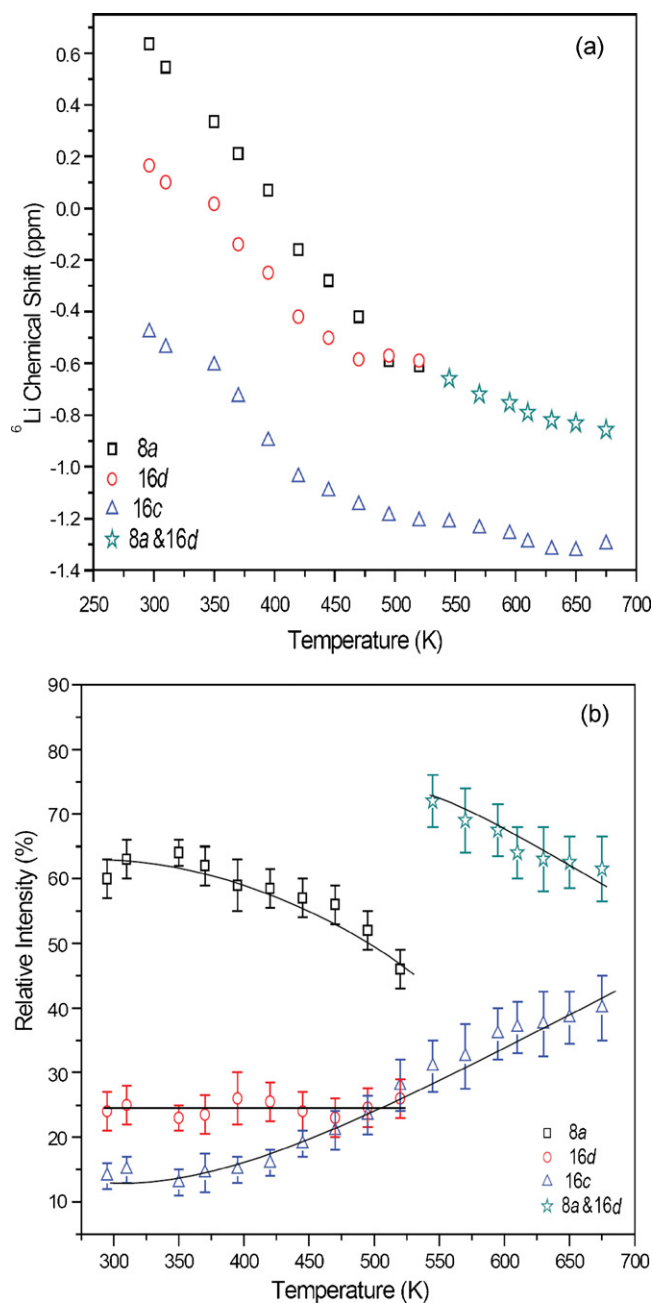 (a)
0.6
0.4
0.2
0.0
-0.2
-0.4
-0.6
-0.8
-1.0
-1.2
-1.4
⁶Li Chemical Shift (ppm)
8a
16d
16c
8a &16d
250 300 350 400 450 500 550 600 650 700
Temperature (K)
(b)
90
80
70
60
50
40
30
20
10
Relative Intensity (%)
8a
16d
16c
8a &16d
300 350 400 450 500 550 600 650 700
Temperature (K)